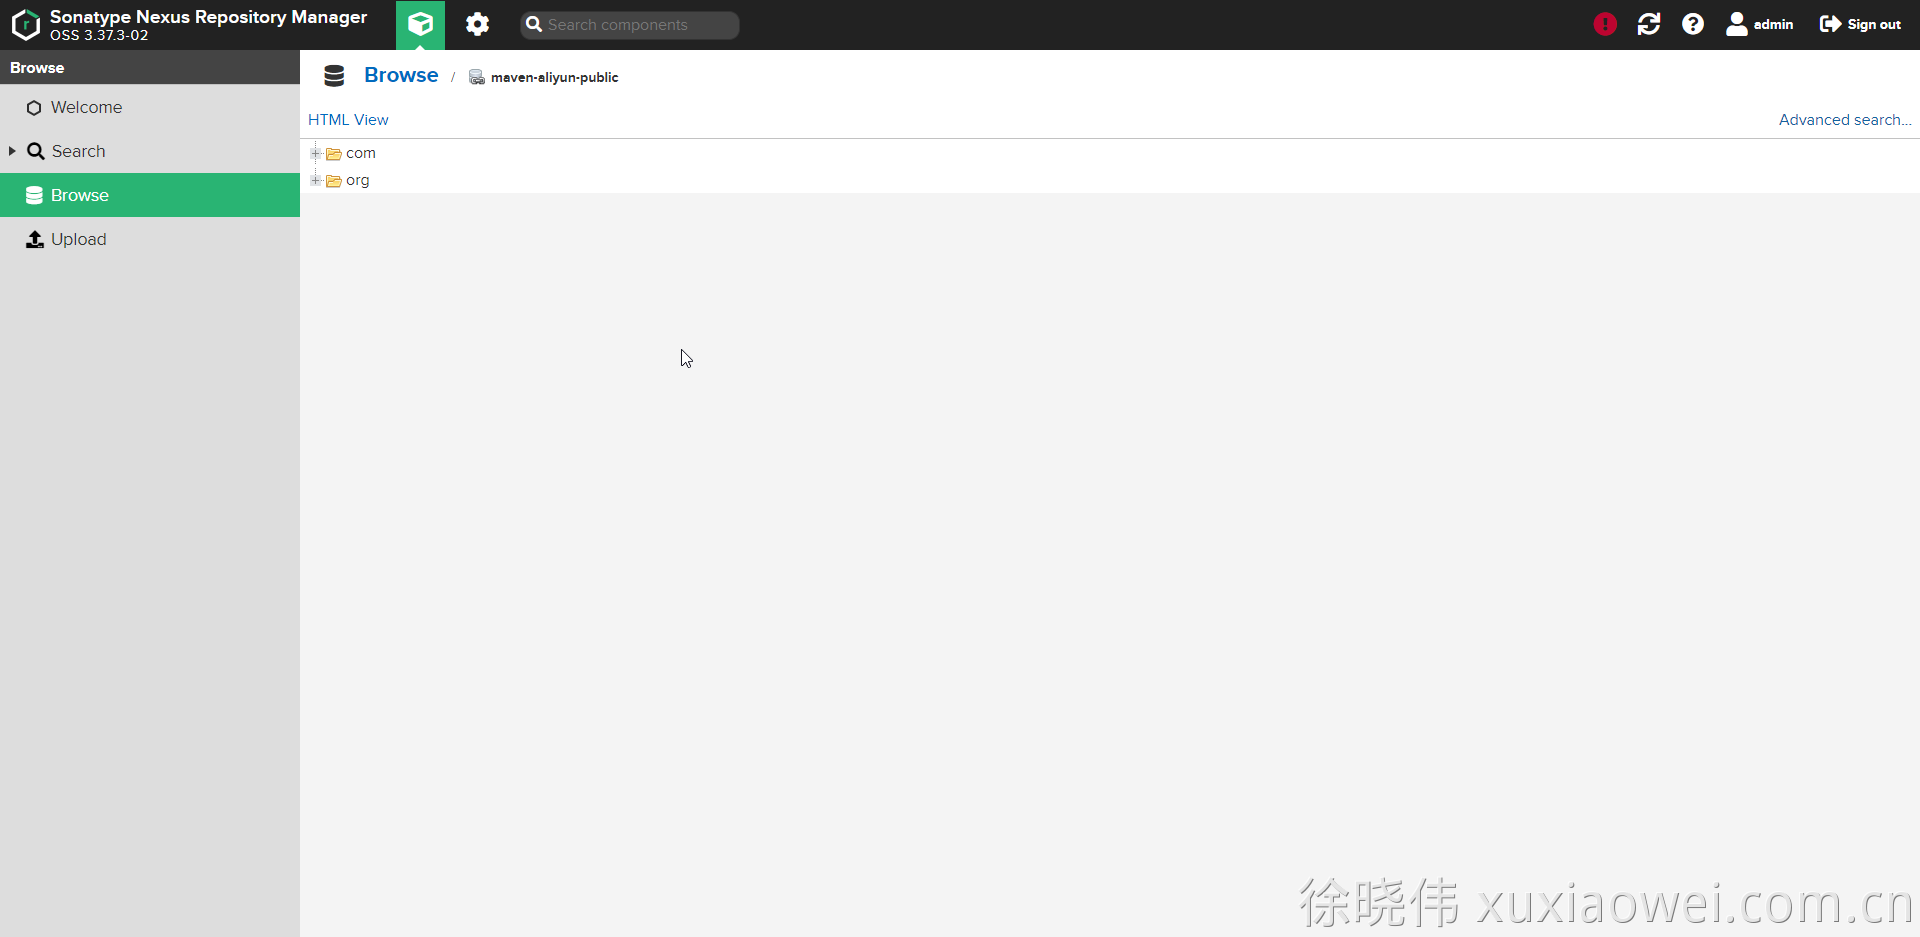 Sonatype Nexus Repository Manager
OSS 3.37.3-02
Search components
admin
Sign out
Browse
Welcome
Search
Browse
Upload
Browse / maven-aliyun-public
HTML View
Advanced search...
com
org
徐晓伟 xuxiaowei.com.cn